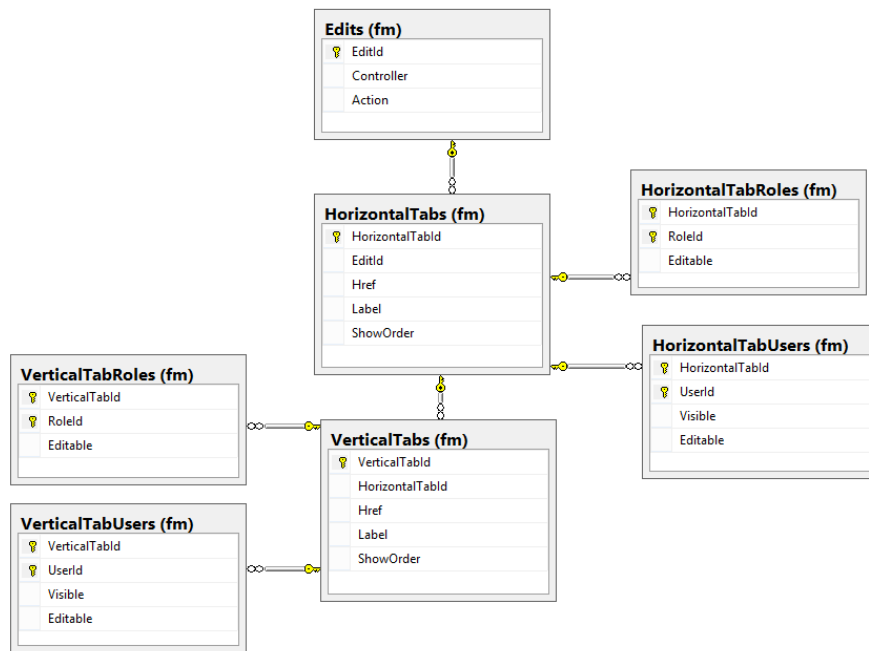 Edits (fm)
EditId
Controller
Action
HorizontalTabs (fm)
HorizontalTabId
EditId
Href
Label
ShowOrder
HorizontalTabRoles (fm)
HorizontalTabId
RoleId
Editable
HorizontalTabUsers (fm)
HorizontalTabId
UserId
Visible
Editable
VerticalTabRoles (fm)
VerticalTabId
RoleId
Editable
VerticalTabs (fm)
VerticalTabId
HorizontalTabId
Href
Label
ShowOrder
VerticalTabUsers (fm)
VerticalTabId
UserId
Visible
Editable